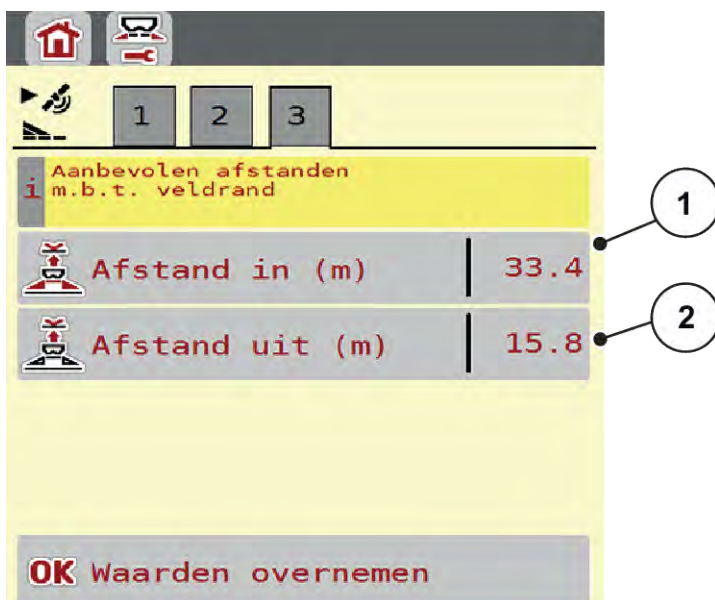 1 2 3
i Aanbevolen afstanden
m.b.t. veldrand
Afstand in (m) 33.4
1
Afstand uit (m) 15.8
2
OK Waarden overnemen